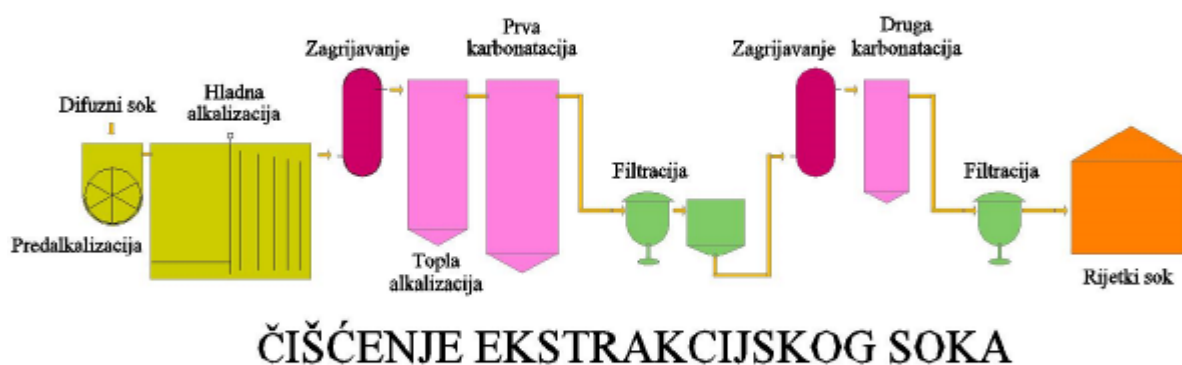 Difuzni sok
Predalkalizacija
Hladna
alkalizacija
Zagrijavanje
Topla
alkalizacija
Prva
karbonatacija
Filtracija
Zagrijavanje
Druga
karbonatacija
Filtracija
Rijetki sok
ČIŠĆENJE EKSTRAKCIJSKOG SOKA